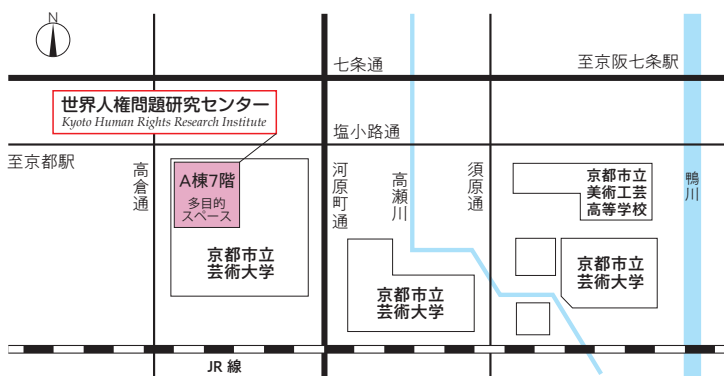 N
七条通
至京阪七条駅
世界人権問題研究センター
Kyoto Human Rights Research Institute
塩小路通
至京都駅
高倉通
A棟7階
多目的
スペース
河原町通
高瀬川
須原通
京都市立
美術工芸
高等学校
鴨川
京都市立
芸術大学
京都市立
芸術大学
京都市立
芸術大学
JR 線